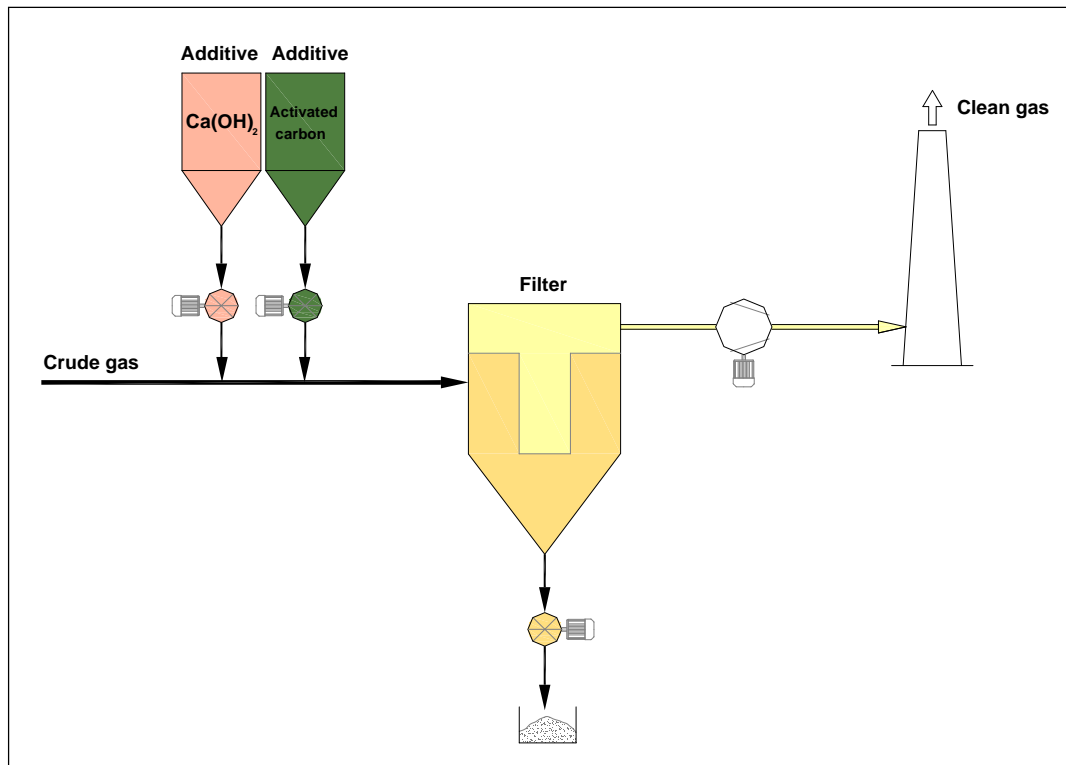 Additive Additive
Ca(OH)₂
Activated
carbon
Clean gas
Filter
Crude gas